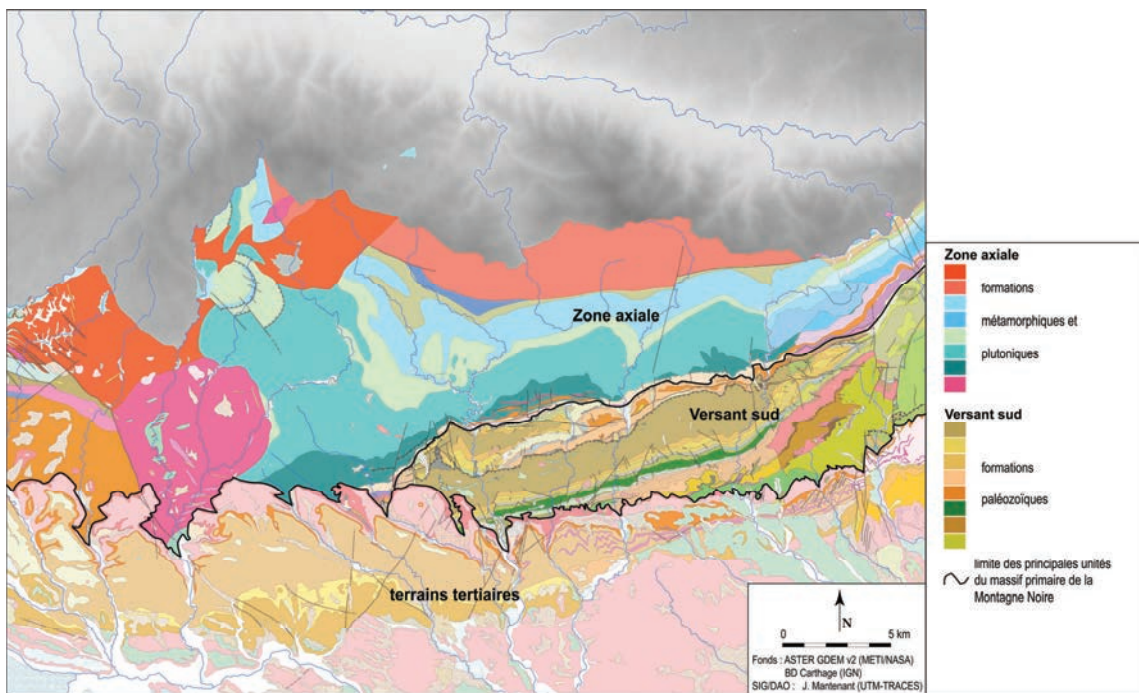 Zone axiale
Versant sud
terrains tertiaires
N
0 5 km
Fonds : ASTER GDEM v2 (METI/NASA)
BD Carthage (IGN)
SIG/DAO : J. Mantenant (UTM-TRACES)
Zone axiale
formations
métamorphiques et
plutoniques
Versant sud
formations
paléozoïques
limite des principales unités
du massif primaire de la
Montagne Noire